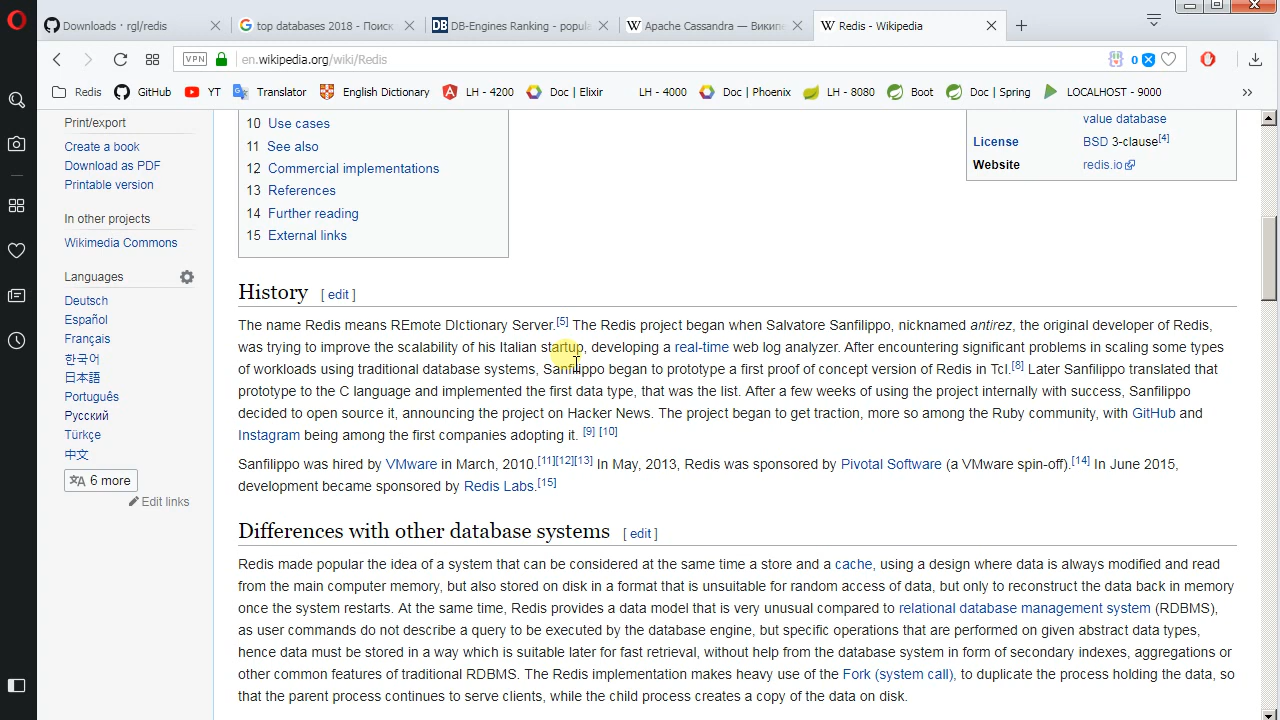 Downloads · rgl/redis
top databases 2018 - Поиск
DB DB-Engines Ranking - popula
W Apache Cassandra — Викип
W Redis - Wikipedia
VPN en.wikipedia.org/wiki/Redis 0
Redis GitHub YT Translator English Dictionary LH - 4200 Doc | Elixir LH - 4000 Doc | Phoenix LH - 8080 Boot Doc | Spring LOCALHOST - 9000 »
Print/export
Create a book
Download as PDF
Printable version
In other projects
Wikimedia Commons
Languages
Deutsch
Español
Français
한국어
日本語
Português
Русский
Türkçe
中文
6 more
Edit links
10 Use cases
11 See also
12 Commercial implementations
13 References
14 Further reading
15 External links
value database
License BSD 3-clause[4]
Website redis.io
History [ edit ]
The name Redis means REmote DIctionary Server.[5] The Redis project began when Salvatore Sanfilippo, nicknamed antirez, the original developer of Redis,
was trying to improve the scalability of his Italian startup, developing a real-time web log analyzer. After encountering significant problems in scaling some types
of workloads using traditional database systems, Sanfilippo began to prototype a first proof of concept version of Redis in Tcl.[8] Later Sanfilippo translated that
prototype to the C language and implemented the first data type, that was the list. After a few weeks of using the project internally with success, Sanfilippo
decided to open source it, announcing the project on Hacker News. The project began to get traction, more so among the Ruby community, with GitHub and
Instagram being among the first companies adopting it. [9] [10]
Sanfilippo was hired by VMware in March, 2010.[11][12][13] In May, 2013, Redis was sponsored by Pivotal Software (a VMware spin-off).[14] In June 2015,
development became sponsored by Redis Labs.[15]
Differences with other database systems [ edit ]
Redis made popular the idea of a system that can be considered at the same time a store and a cache, using a design where data is always modified and read
from the main computer memory, but also stored on disk in a format that is unsuitable for random access of data, but only to reconstruct the data back in memory
once the system restarts. At the same time, Redis provides a data model that is very unusual compared to relational database management system (RDBMS),
as user commands do not describe a query to be executed by the database engine, but specific operations that are performed on given abstract data types,
hence data must be stored in a way which is suitable later for fast retrieval, without help from the database system in form of secondary indexes, aggregations or
other common features of traditional RDBMS. The Redis implementation makes heavy use of the Fork (system call), to duplicate the process holding the data, so
that the parent process continues to serve clients, while the child process creates a copy of the data on disk.